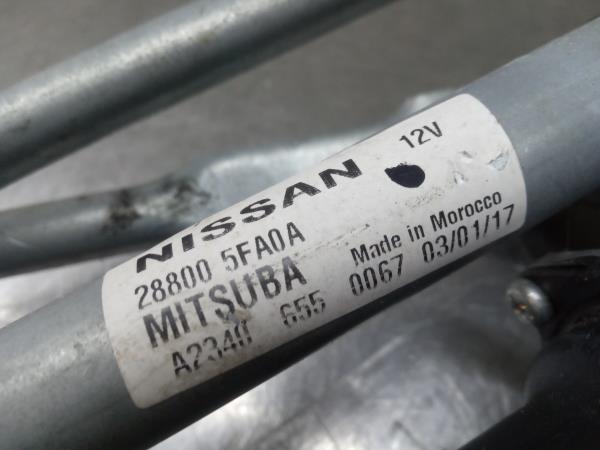 NISSAN 12V
28800 5FA0A
MITSUBA Made in Morocco
A2340 655 0067 03/01/17